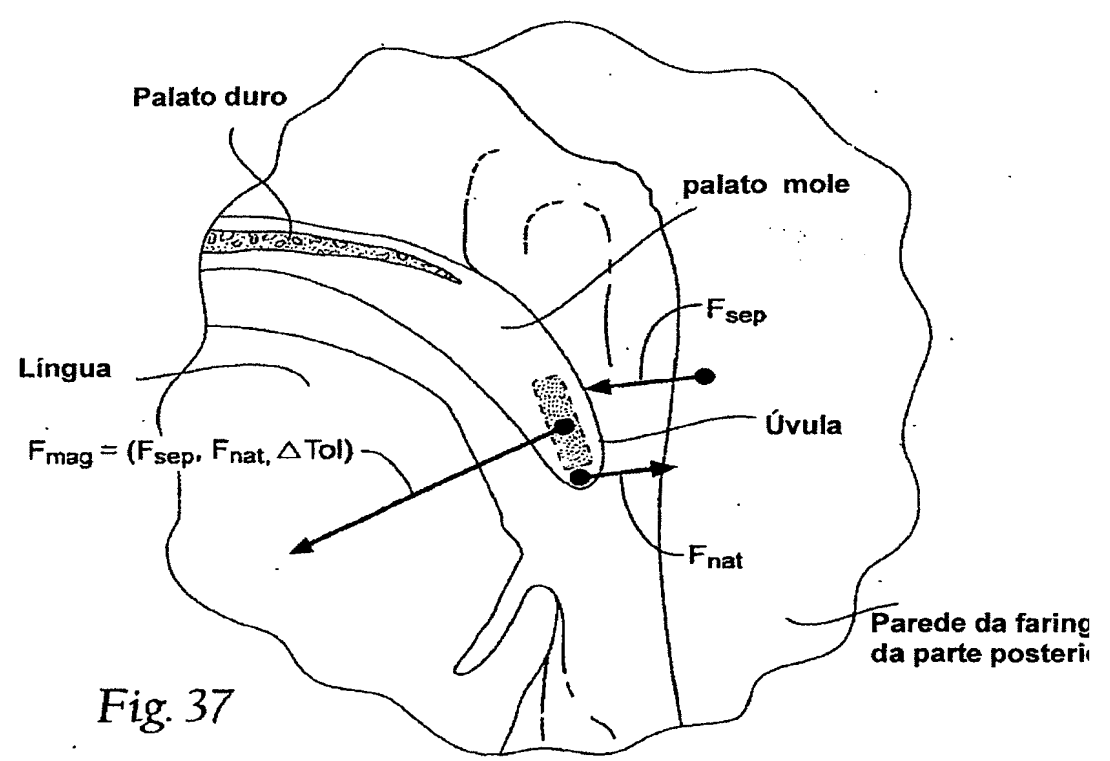 Palato duro
palato mole
Fsep
Língua
Úvula
Fmag = (Fsep, Fnat, △Tol)
Fnat
Parede da faring
da parte posteri
Fig. 37